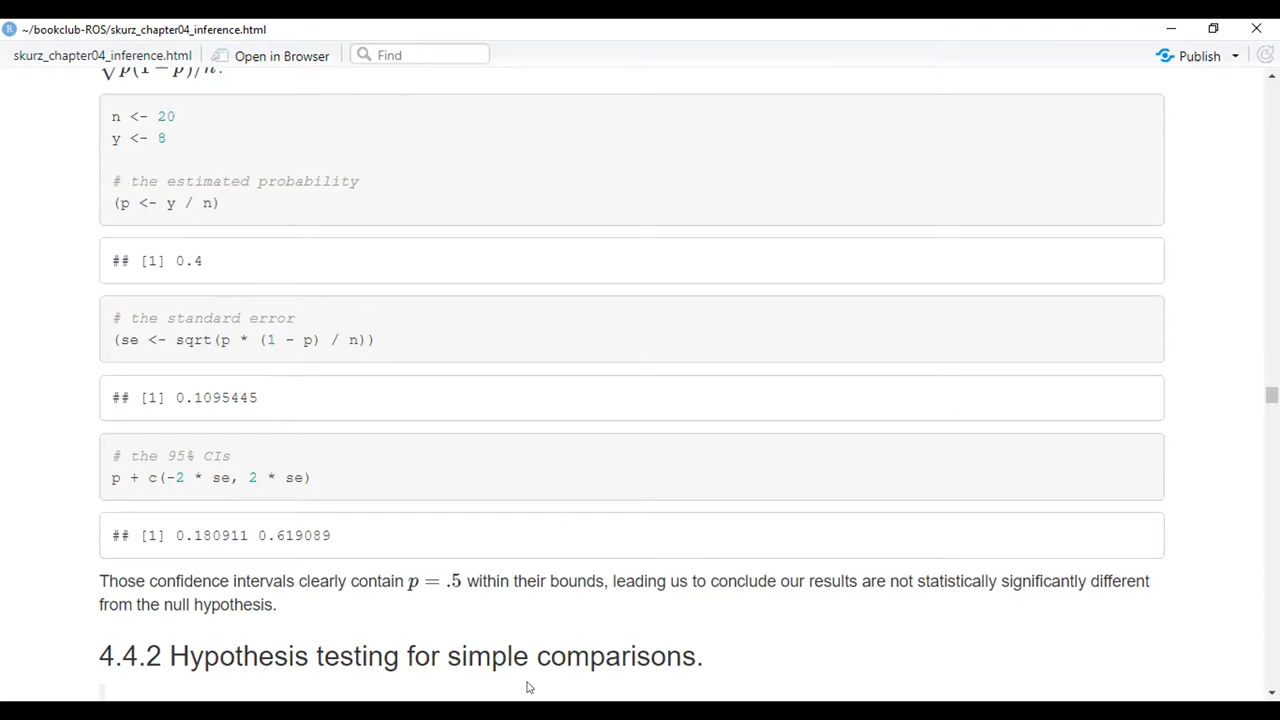 ~/bookclub-ROS/skurz_chapter04_inference.html
skurz_chapter04_inference.html Open in Browser Find Publish
√p(1 − p)/n.
n <- 20
y <- 8
# the estimated probability
(p <- y / n)
## [1] 0.4
# the standard error
(se <- sqrt(p * (1 - p) / n))
## [1] 0.1095445
# the 95% CIs
p + c(-2 * se, 2 * se)
## [1] 0.180911 0.619089
Those confidence intervals clearly contain p = .5 within their bounds, leading us to conclude our results are not statistically significantly different
from the null hypothesis.
4.4.2 Hypothesis testing for simple comparisons.